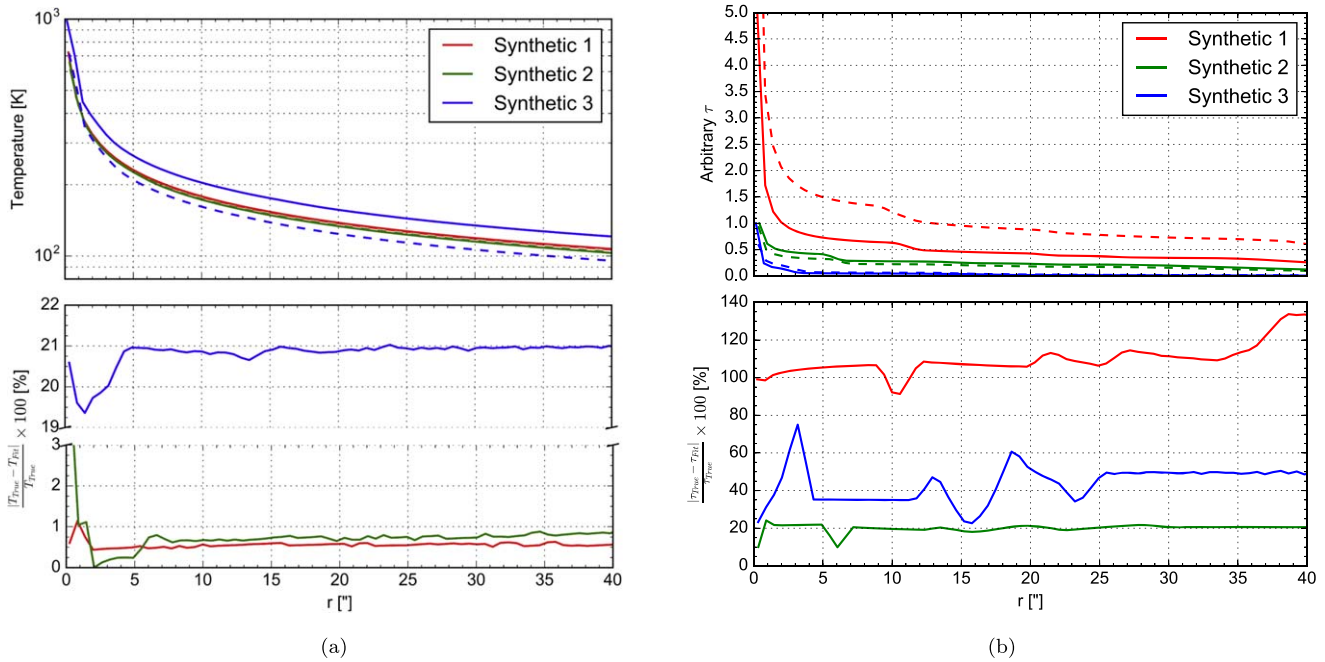 10³
10²
Temperature [K]
Synthetic 1
Synthetic 2
Synthetic 3
22
21
20
19
3
2
1
0
|T_True − T_Fit| / T_True × 100 [%]
0 5 10 15 20 25 30 35 40
r ["]
(a)
5.0
4.5
4.0
3.5
3.0
2.5
2.0
1.5
1.0
0.5
0.0
Arbitrary τ
Synthetic 1
Synthetic 2
Synthetic 3
140
120
100
80
60
40
20
0
|τ_True − τ_Fit| / τ_True × 100 [%]
0 5 10 15 20 25 30 35 40
r ["]
(b)